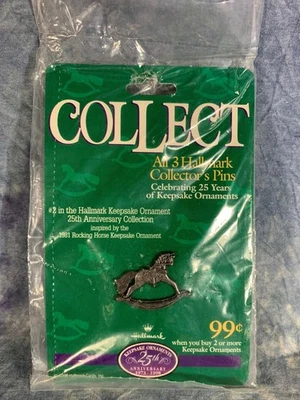 COLLECT
All 3 Hallmark
Collector's Pins
Celebrating 25 Years
of Keepsake Ornaments
#2 in the Hallmark Keepsake Ornament
25th Anniversary Collection
inspired by the
1981 Rocking Horse Keepsake Ornament
Hallmark
KEEPSAKE ORNAMENTS
25th
ANNIVERSARY
1973-1998
99¢
when you buy 2 or more
Keepsake Ornaments